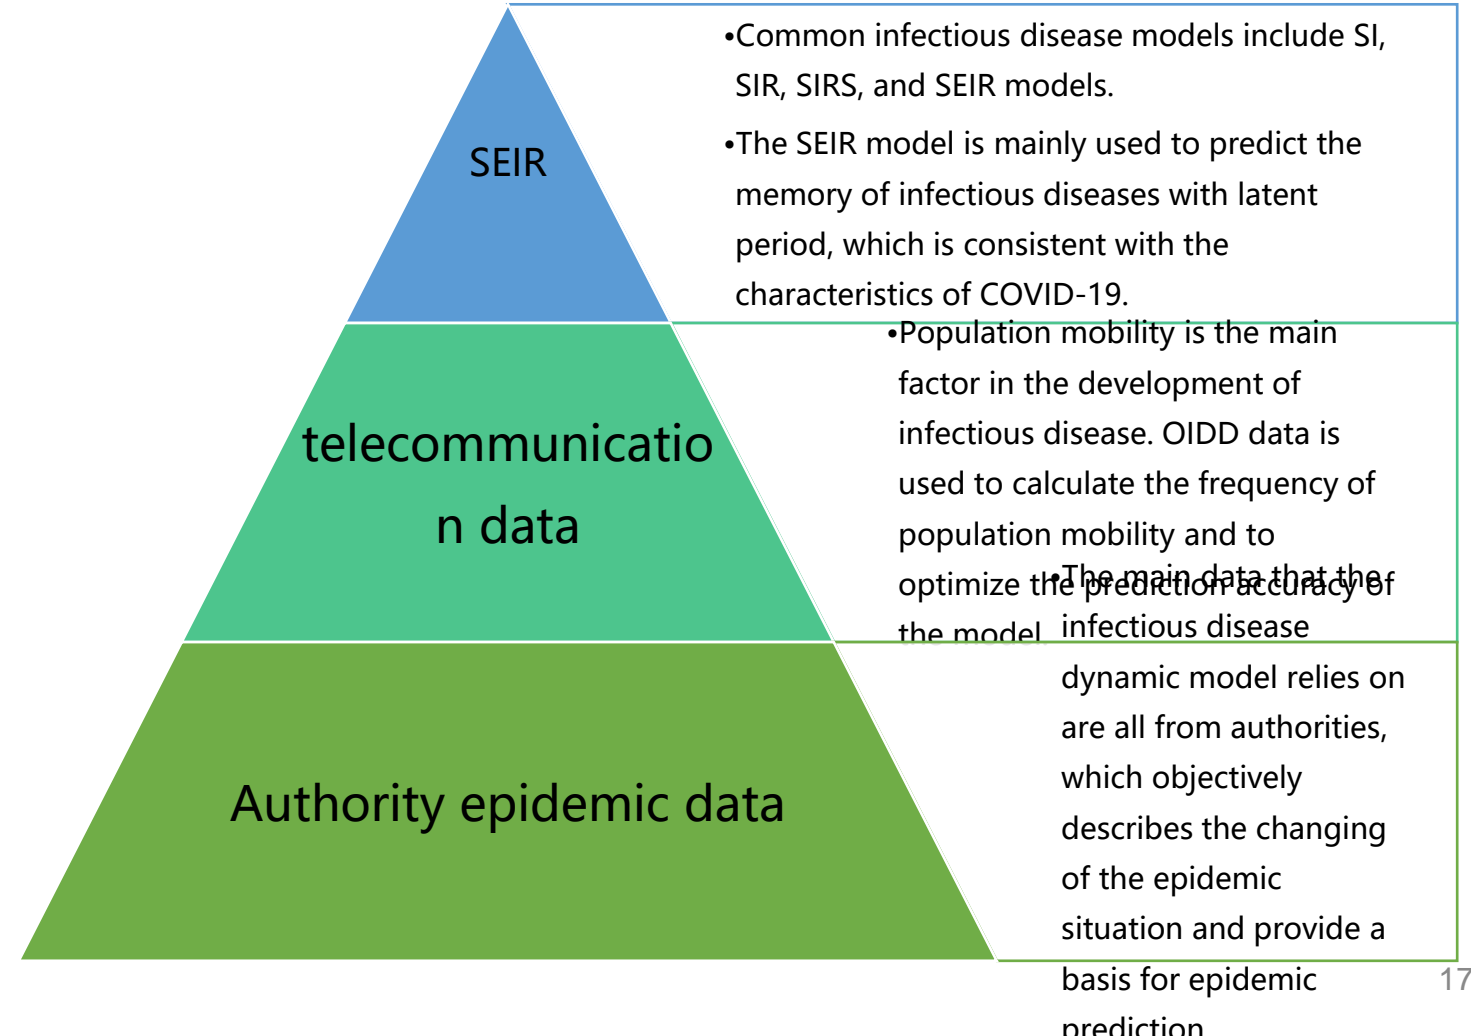 SEIR
•Common infectious disease models include SI,
SIR, SIRS, and SEIR models.
•The SEIR model is mainly used to predict the
memory of infectious diseases with latent
period, which is consistent with the
characteristics of COVID-19.
telecommunicatio
n data
•Population mobility is the main
factor in the development of
infectious disease. OIDD data is
used to calculate the frequency of
population mobility and to
optimize the prediction accuracy of
the model.
Authority epidemic data
•The main data that the
infectious disease
dynamic model relies on
are all from authorities,
which objectively
describes the changing
of the epidemic
situation and provide a
basis for epidemic
prediction
17